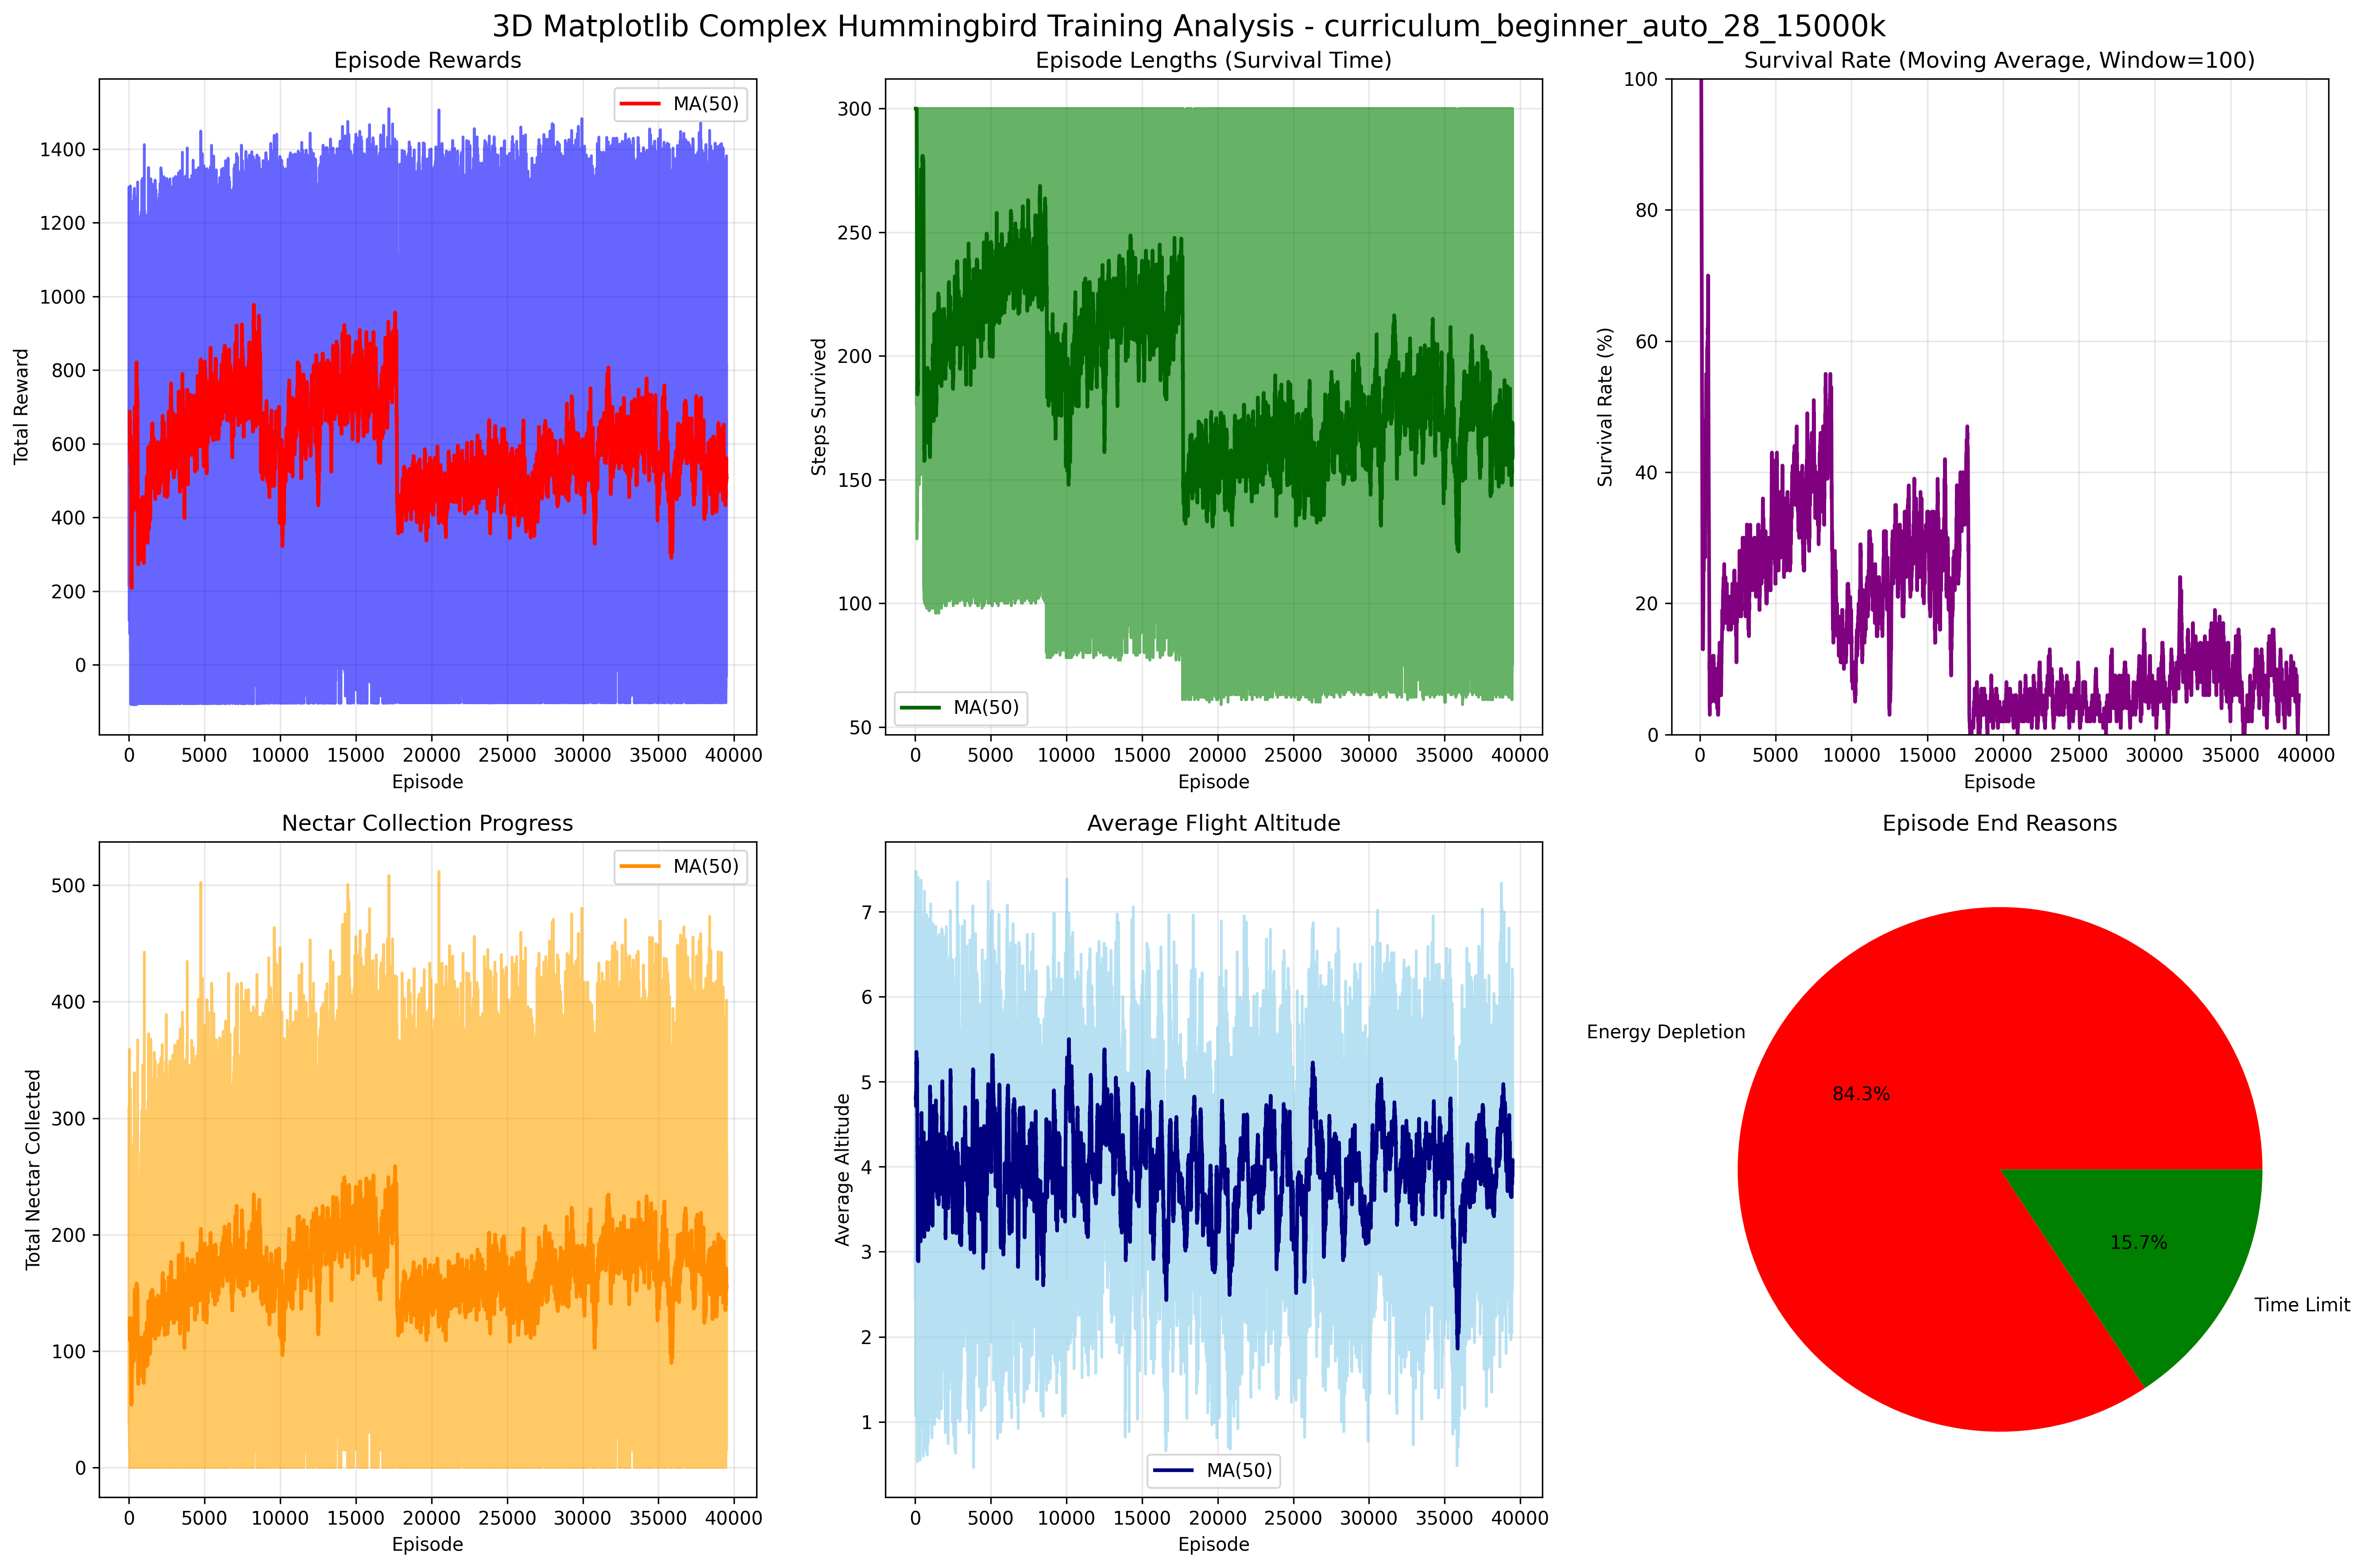 3D Matplotlib Complex Hummingbird Training Analysis - curriculum_beginner_auto_28_15000k
Episode Rewards
MA(50)
Total Reward
1400
1200
1000
800
600
400
200
0
0 5000 10000 15000 20000 25000 30000 35000 40000
Episode
Episode Lengths (Survival Time)
Steps Survived
300
250
200
150
100
50
MA(50)
0 5000 10000 15000 20000 25000 30000 35000 40000
Episode
Survival Rate (Moving Average, Window=100)
Survival Rate (%)
100
80
60
40
20
0
0 5000 10000 15000 20000 25000 30000 35000 40000
Episode
Nectar Collection Progress
MA(50)
Total Nectar Collected
500
400
300
200
100
0
0 5000 10000 15000 20000 25000 30000 35000 40000
Episode
Average Flight Altitude
Average Altitude
7
6
5
4
3
2
1
MA(50)
0 5000 10000 15000 20000 25000 30000 35000 40000
Episode
Episode End Reasons
Energy Depletion
84.3%
15.7%
Time Limit